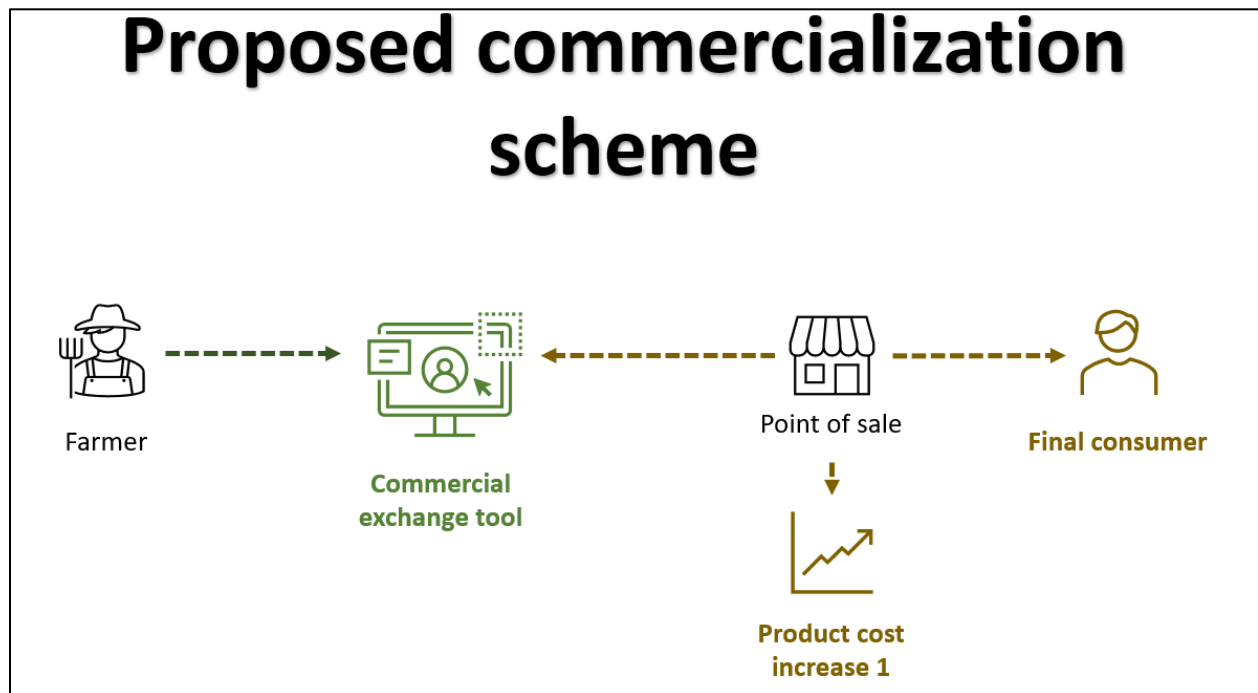 Proposed commercialization
scheme
Farmer
Commercial
exchange tool
Point of sale
Final consumer
Product cost
increase 1